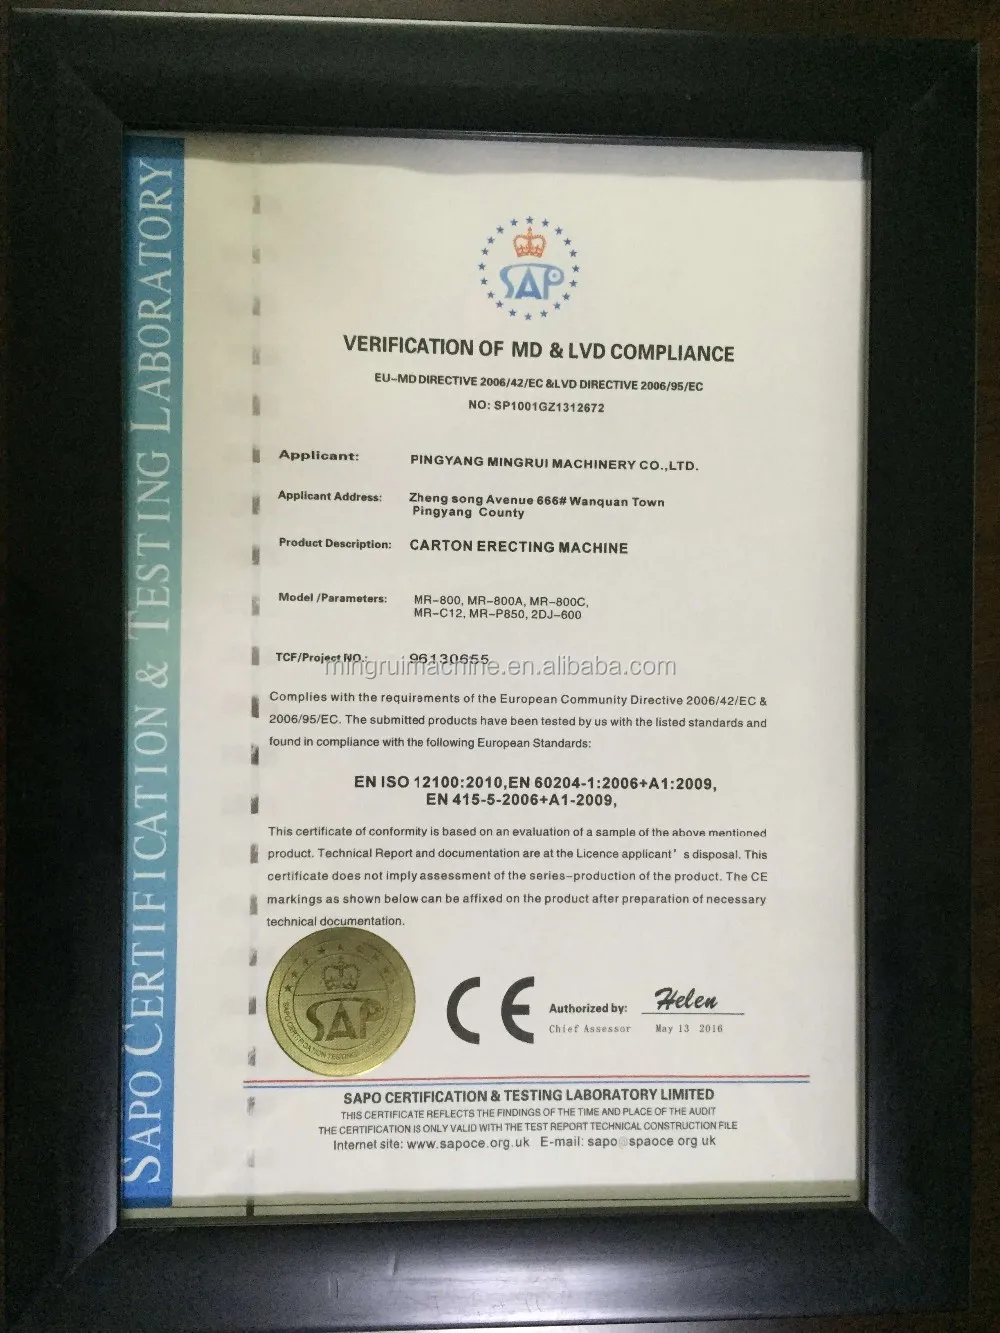 SAPO CERTIFICATION & TESTING LABORATORY
SAP
VERIFICATION OF MD & LVD COMPLIANCE
EU-MD DIRECTIVE 2006/42/EC &LVD DIRECTIVE 2006/95/EC
NO: SP1001GZ1312672
Applicant: PINGYANG MINGRUI MACHINERY CO.,LTD.
Applicant Address: Zheng song Avenue 666# Wanquan Town
Pingyang County
Product Description: CARTON ERECTING MACHINE
Model /Parameters: MR-800, MR-800A, MR-800C,
MR-C12, MR-P850, 2DJ-600
TCF/Project NO.: 96130655
mingruimachine.en.alibaba.com
Complies with the requirements of the European Community Directive 2006/42/EC &
2006/95/EC. The submitted products have been tested by us with the listed standards and
found in compliance with the following European Standards:
EN ISO 12100:2010,EN 60204-1:2006+A1:2009,
EN 415-5-2006+A1-2009,
This certificate of conformity is based on an evaluation of a sample of the above mentioned
product. Technical Report and documentation are at the Licence applicant's disposal. This
certificate does not imply assessment of the series-production of the product. The CE
markings as shown below can be affixed on the product after preparation of necessary
technical documentation.
SAP
CE
Authorized by: Helen
Chief Assessor May 13 2016
SAPO CERTIFICATION & TESTING LABORATORY LIMITED
THIS CERTIFICATE REFLECTS THE FINDINGS OF THE TIME AND PLACE OF THE AUDIT
THE CERTIFICATION IS ONLY VALID WITH THE TEST REPORT TECHNICAL CONSTRUCTION FILE
Internet site: www.sapoce.org.uk E-mail: sapo@spaoce org uk